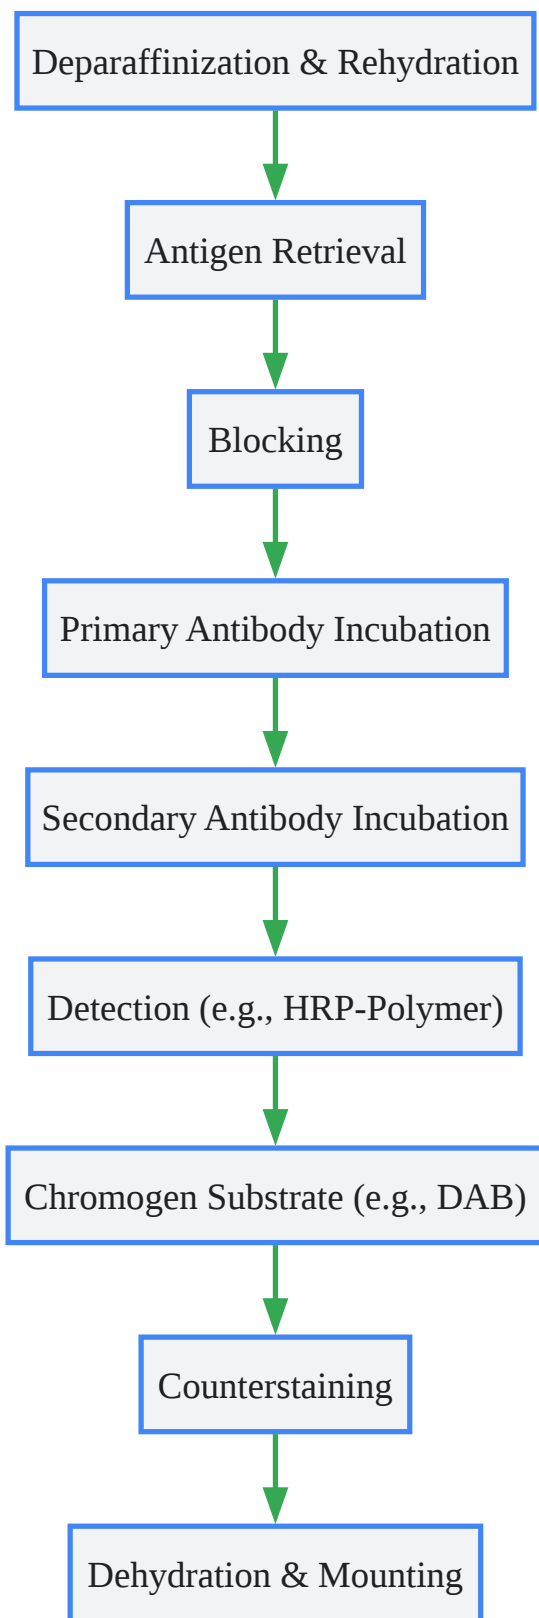 Deparaffinization & Rehydration
Antigen Retrieval
Blocking
Primary Antibody Incubation
Secondary Antibody Incubation
Detection (e.g., HRP-Polymer)
Chromogen Substrate (e.g., DAB)
Counterstaining
Dehydration & Mounting